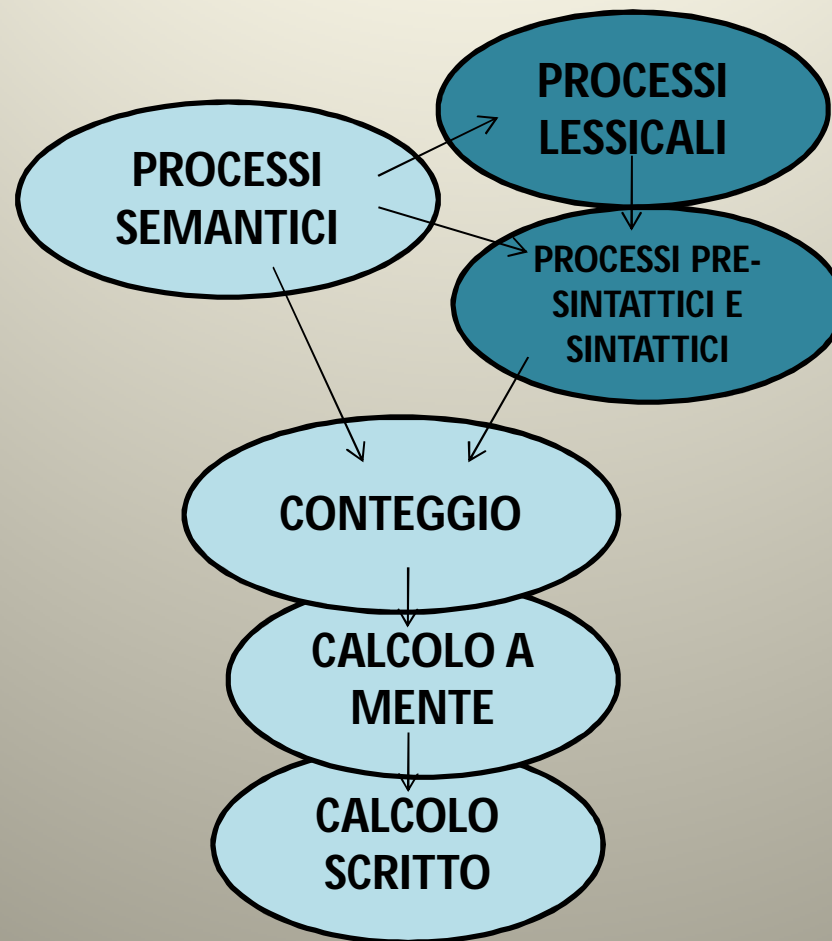 PROCESSI
LESSICALI
PROCESSI
SEMANTICI
PROCESSI PRE-
SINTATTICI E
SINTATTICI
CONTEGGIO
CALCOLO A
MENTE
CALCOLO
SCRITTO